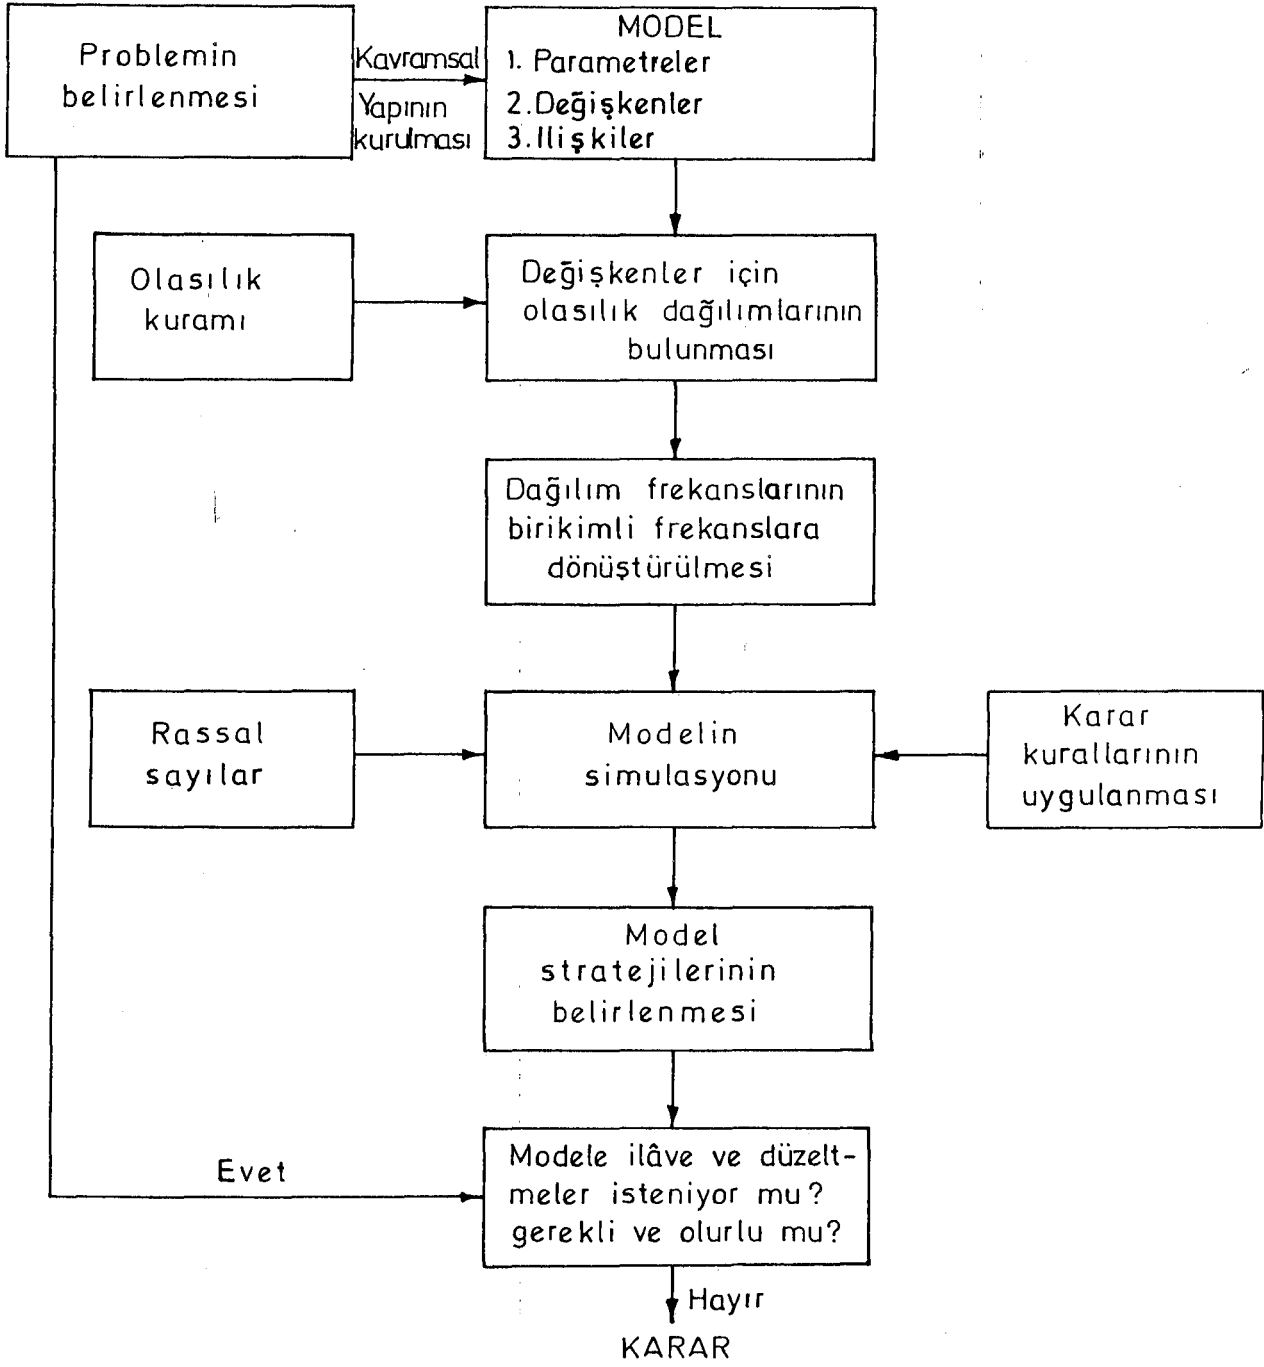 Problemin
belirlenmesi
Kavramsal
Yapının
kurulması
MODEL
1. Parametreler
2. Değişkenler
3. Ilişkiler
Olasılık
kuramı
Değişkenler için
olasılık dağılımlarının
bulunması
Dağılım frekanslarının
birikimli frekanslara
dönüştürülmesi
Rassal
sayılar
Modelin
simulasyonu
Karar
kurallarının
uygulanması
Model
stratejilerinin
belirlenmesi
Evet
Modele ilâve ve düzelt-
meler isteniyor mu?
gerekli ve olurlu mu?
Hayır
KARAR